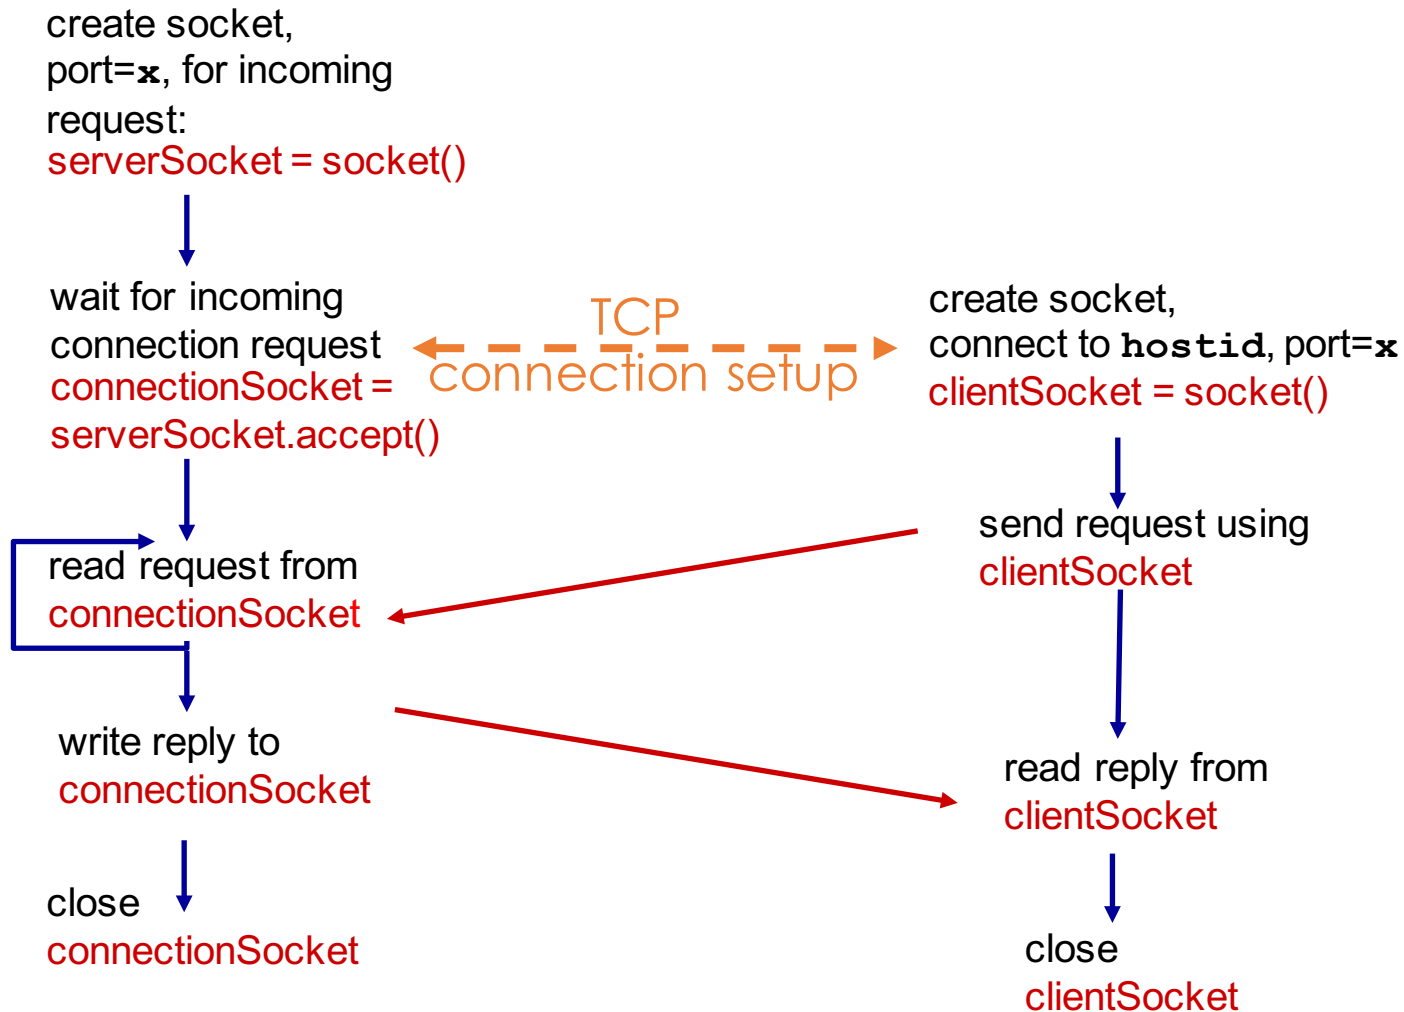 create socket,
port=x, for incoming
request:
serverSocket = socket()
wait for incoming
connection request
connectionSocket =
serverSocket.accept()
TCP
connection setup
create socket,
connect to hostid, port=x
clientSocket = socket()
send request using
clientSocket
read request from
connectionSocket
write reply to
connectionSocket
read reply from
clientSocket
close
connectionSocket
close
clientSocket